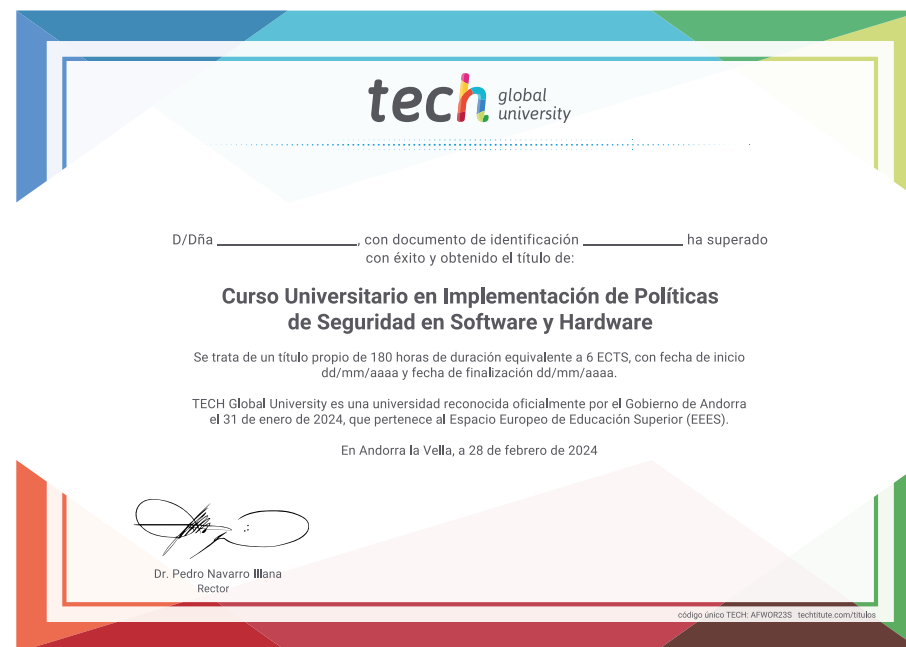 tech global university
D/Dña ____________________, con documento de identificación ______________ ha superado
con éxito y obtenido el título de:
Curso Universitario en Implementación de Políticas
de Seguridad en Software y Hardware
Se trata de un título propio de 180 horas de duración equivalente a 6 ECTS, con fecha de inicio
dd/mm/aaaa y fecha de finalización dd/mm/aaaa.
TECH Global University es una universidad reconocida oficialmente por el Gobierno de Andorra
el 31 de enero de 2024, que pertenece al Espacio Europeo de Educación Superior (EEES).
En Andorra la Vella, a 28 de febrero de 2024
Dr. Pedro Navarro Illana
Rector
código único TECH: AFWOR23S techtitute.com/titulos